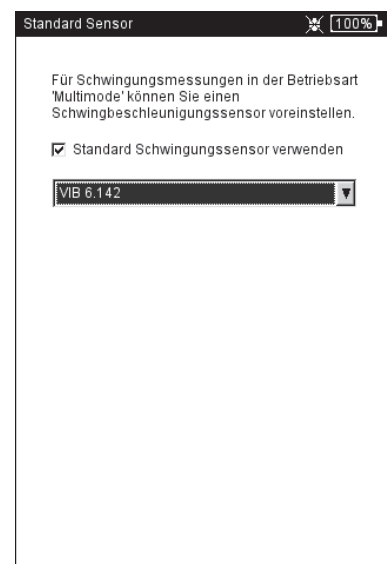 Standard Sensor 100%
Für Schwingungsmessungen in der Betriebsart
'Multimode' können Sie einen
Schwingbeschleunigungssensor voreinstellen.
Standard Schwingungssensor verwenden
VIB 6.142